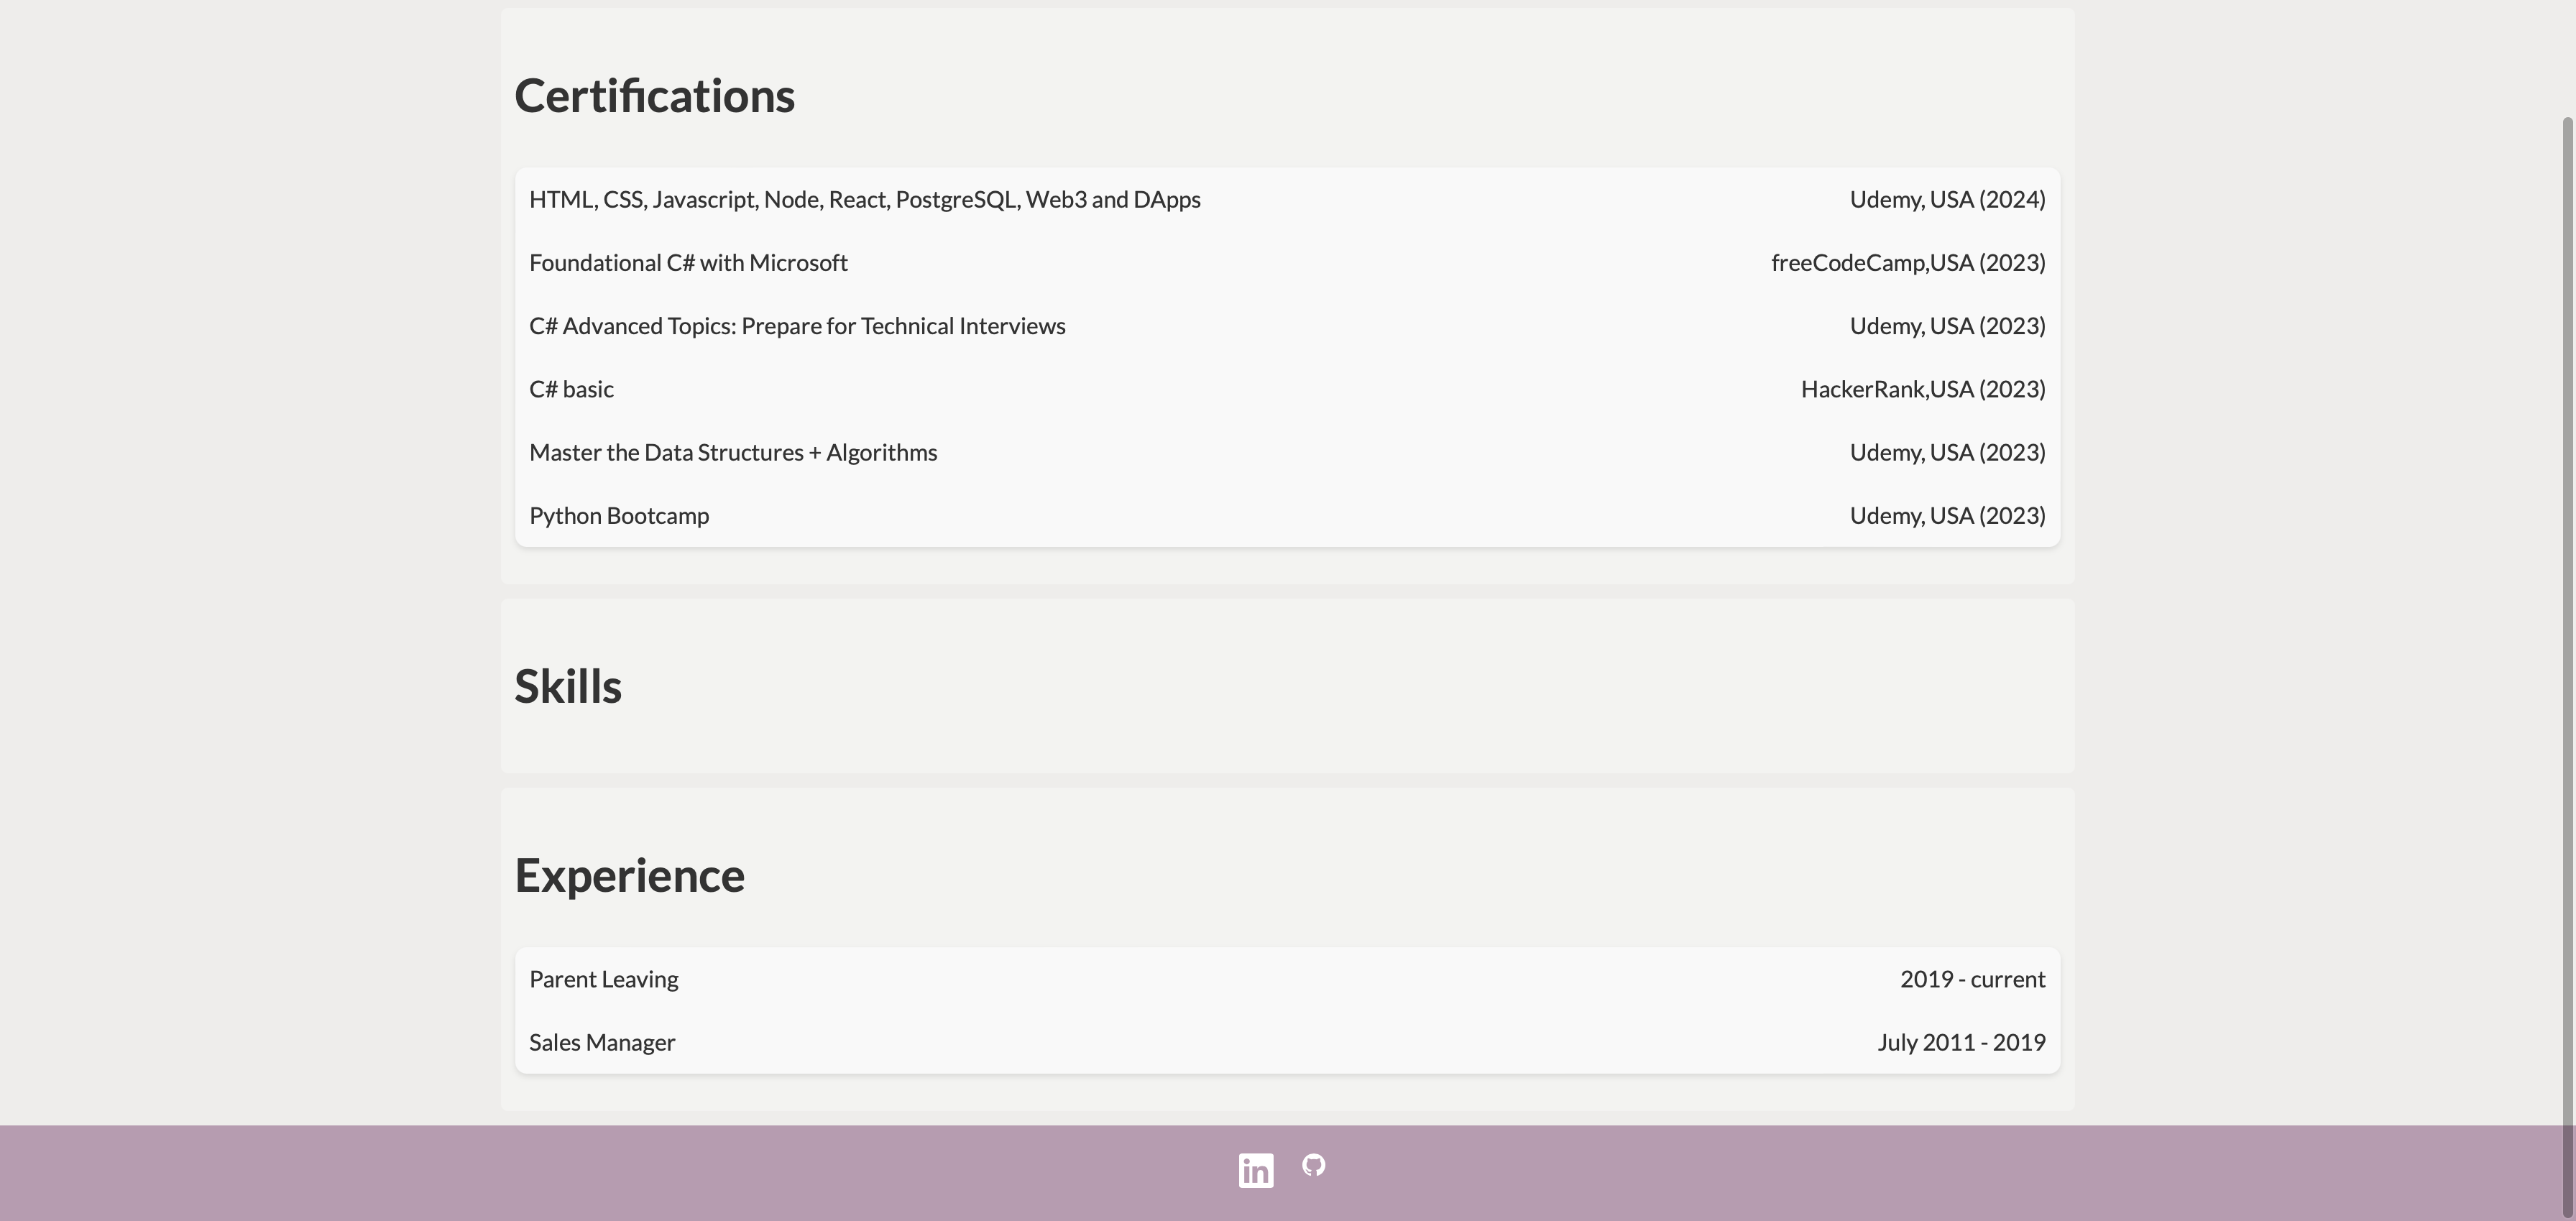 Certifications
HTML, CSS, Javascript, Node, React, PostgreSQL, Web3 and DApps Udemy, USA (2024)
Foundational C# with Microsoft freeCodeCamp,USA (2023)
C# Advanced Topics: Prepare for Technical Interviews Udemy, USA (2023)
C# basic HackerRank,USA (2023)
Master the Data Structures + Algorithms Udemy, USA (2023)
Python Bootcamp Udemy, USA (2023)
Skills
Experience
Parent Leaving 2019 - current
Sales Manager July 2011 - 2019
in